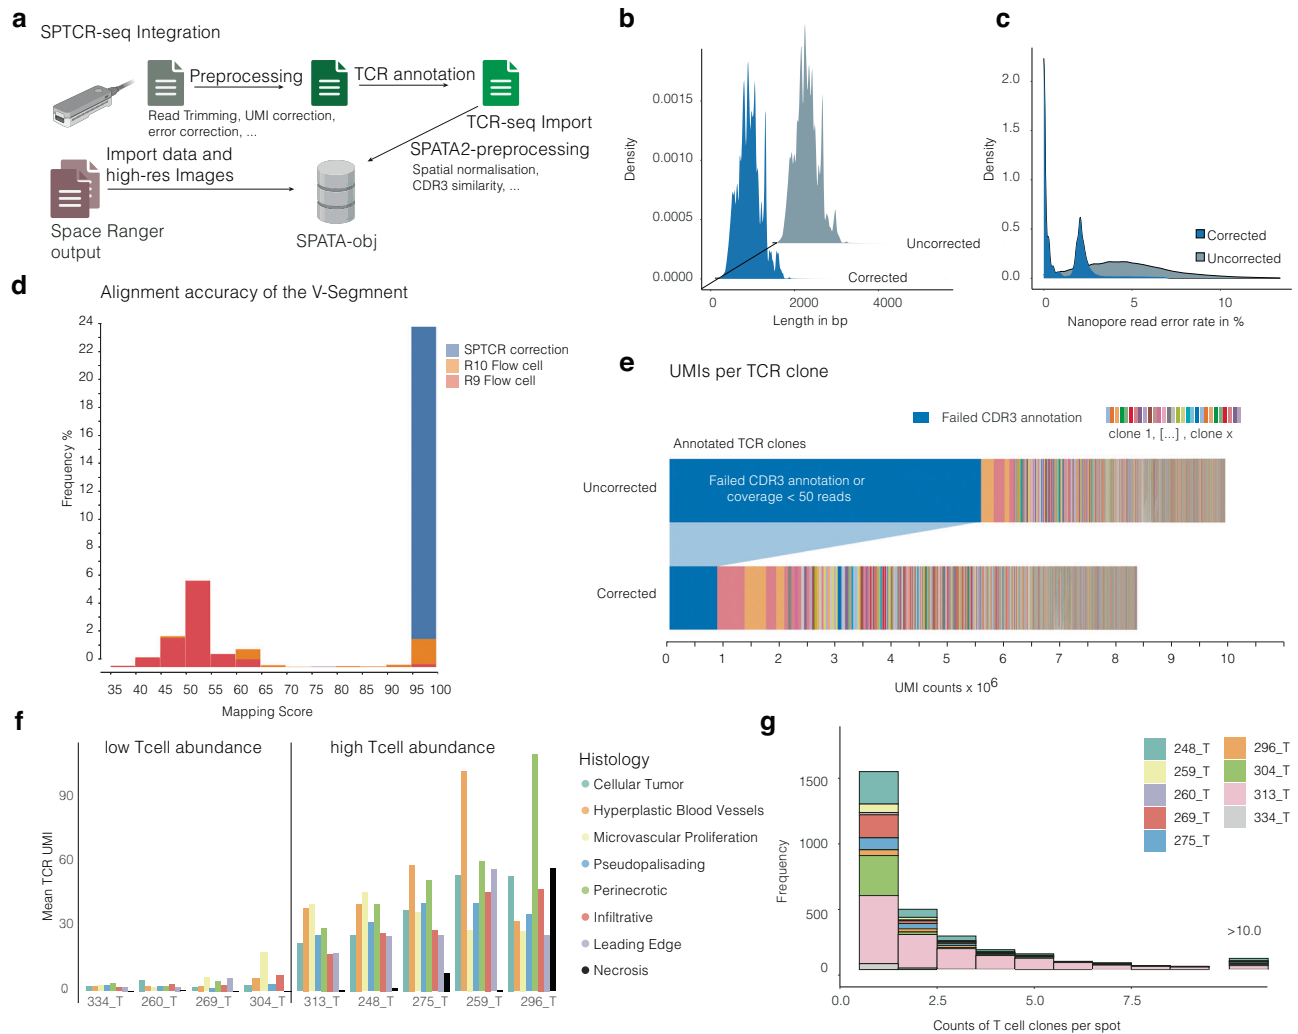 a
SPTCR-seq Integration
Preprocessing
TCR annotation
Read Trimming, UMI correction,
error correction, ...
TCR-seq Import
Import data and
high-res Images
SPATA2-preprocessing
Spatial normalisation,
CDR3 similarity, ...
Space Ranger
output
SPATA-obj
b
Density
0.0015
0.0010
0.0005
0.0000
Uncorrected
Corrected
0
2000
4000
Length in bp
c
Density
2.0
1.5
1.0
0.5
0.0
Corrected
Uncorrected
0
5
10
Nanopore read error rate in %
d
Alignment accuracy of the V-Segmnent
Frequency %
24
22
20
18
16
14
12
10
8
6
4
2
0
SPTCR correction
R10 Flow cell
R9 Flow cell
35 40 45 50 55 60 65 70 75 80 85 90 95 100
Mapping Score
e
UMIs per TCR clone
Failed CDR3 annotation
clone 1, [...] , clone x
Annotated TCR clones
Uncorrected
Failed CDR3 annotation or
coverage < 50 reads
Corrected
0 1 2 3 4 5 6 7 8 9 10
UMI counts x 10⁶
f
low Tcell abundance
high Tcell abundance
Mean TCR UMI
90
60
30
0
334_T 260_T 269_T 304_T 313_T 248_T 275_T 259_T 296_T
Histology
Cellular Tumor
Hyperplastic Blood Vessels
Microvascular Proliferation
Pseudopalisading
Perinecrotic
Infiltrative
Leading Edge
Necrosis
g
Frequency
1500
1000
500
0
248_T
259_T
260_T
269_T
275_T
296_T
304_T
313_T
334_T
>10.0
0.0 2.5 5.0 7.5
Counts of T cell clones per spot